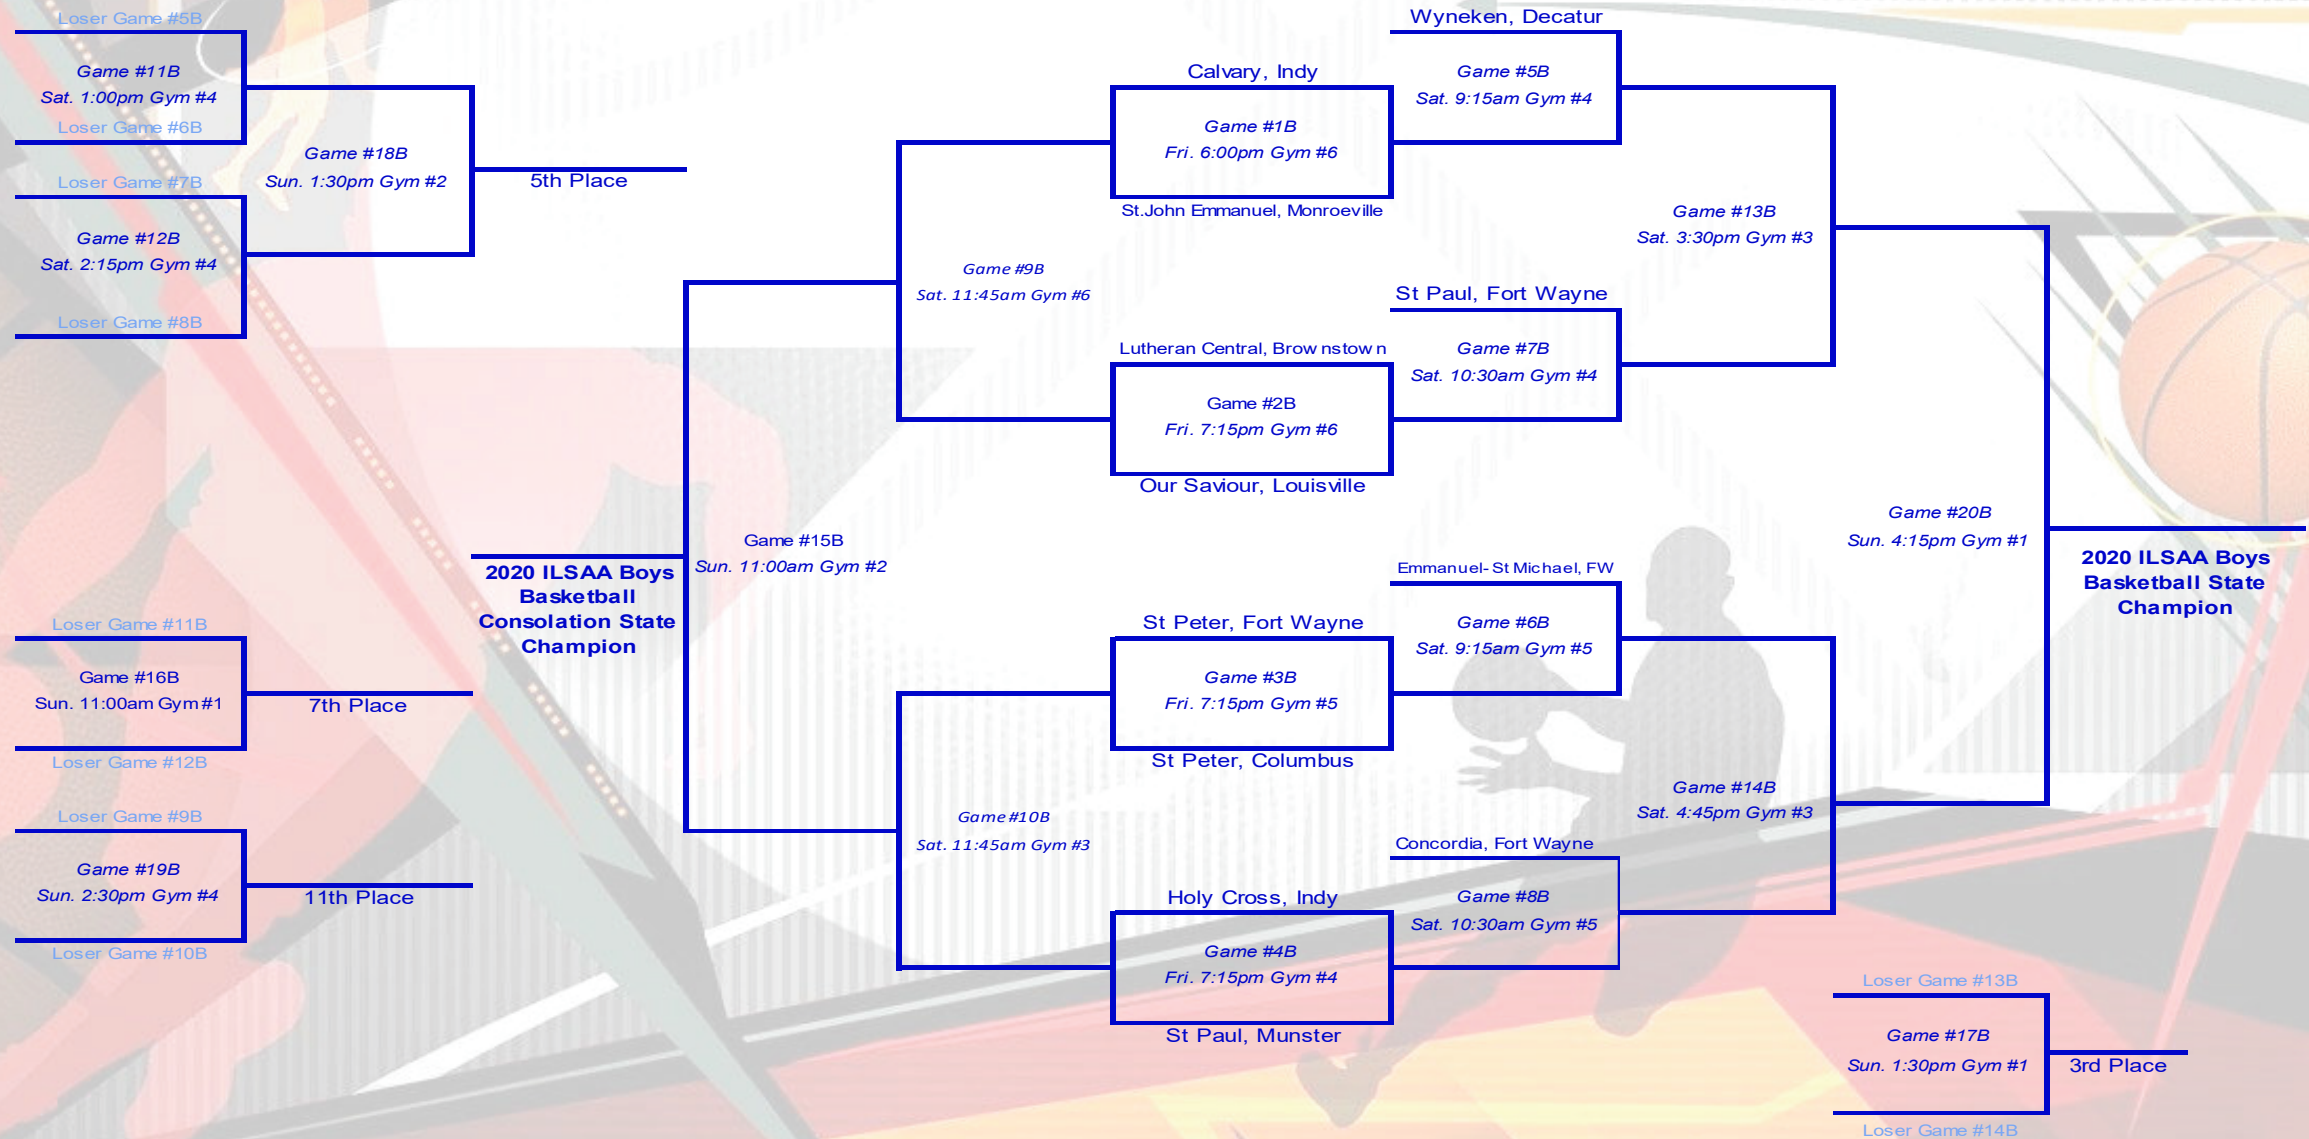 Loser Game #5B
Game #11B
Sat. 1:00pm Gym #4
Loser Game #6B
Game #18B
Sun. 1:30pm Gym #2
5th Place
Loser Game #7B
Game #12B
Sat. 2:15pm Gym #4
Loser Game #8B
2020 ILSAA Boys
Basketball
Consolation State
Champion
Loser Game #11B
Game #16B
Sun. 11:00am Gym #1
7th Place
Loser Game #12B
Loser Game #9B
Game #19B
Sun. 2:30pm Gym #4
11th Place
Loser Game #10B
Game #15B
Sun. 11:00am Gym #2
Game #9B
Sat. 11:45am Gym #6
Game #10B
Sat. 11:45am Gym #3
Calvary, Indy
Game #1B
Fri. 6:00pm Gym #6
St.John Emmanuel, Monroeville
Lutheran Central, Brownstown
Game #2B
Fri. 7:15pm Gym #6
Our Saviour, Louisville
St Peter, Fort Wayne
Game #3B
Fri. 7:15pm Gym #5
St Peter, Columbus
Holy Cross, Indy
Game #4B
Fri. 7:15pm Gym #4
St Paul, Munster
Wyneken, Decatur
Game #5B
Sat. 9:15am Gym #4
St Paul, Fort Wayne
Game #7B
Sat. 10:30am Gym #4
Emmanuel-St Michael, FW
Game #6B
Sat. 9:15am Gym #5
Concordia, Fort Wayne
Game #8B
Sat. 10:30am Gym #5
Game #13B
Sat. 3:30pm Gym #3
Game #14B
Sat. 4:45pm Gym #3
Game #20B
Sun. 4:15pm Gym #1
2020 ILSAA Boys
Basketball State
Champion
Loser Game #13B
Game #17B
Sun. 1:30pm Gym #1
3rd Place
Loser Game #14B